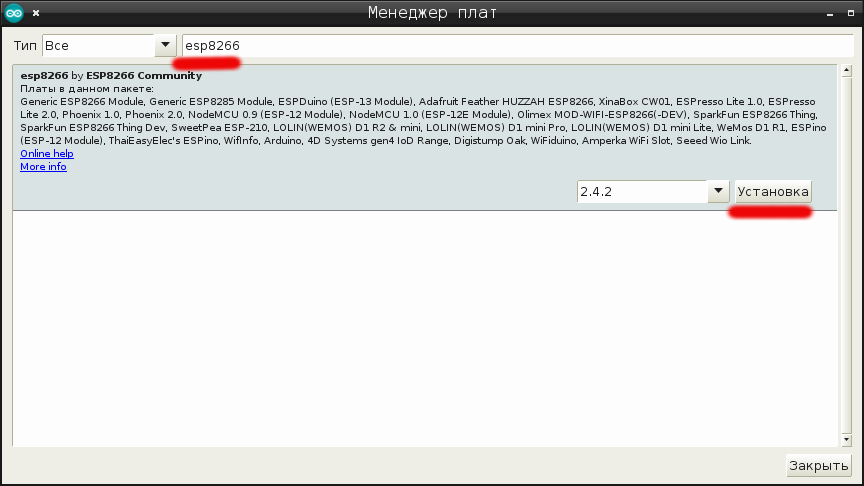 Менеджер плат
Тип Все esp8266
esp8266 by ESP8266 Community
Платы в данном пакете:
Generic ESP8266 Module, Generic ESP8285 Module, ESPDuino (ESP-13 Module), Adafruit Feather HUZZAH ESP8266, XinaBox CW01, ESPresso Lite 1.0, ESPresso
Lite 2.0, Phoenix 1.0, Phoenix 2.0, NodeMCU 0.9 (ESP-12 Module), NodeMCU 1.0 (ESP-12E Module), Olimex MOD-WIFI-ESP8266(-DEV), SparkFun ESP8266 Thing,
SparkFun ESP8266 Thing Dev, SweetPea ESP-210, LOLIN(WEMOS) D1 R2 & mini, LOLIN(WEMOS) D1 mini Pro, LOLIN(WEMOS) D1 mini Lite, WeMos D1 R1, ESPino
(ESP-12 Module), ThaiEasyElec's ESPino, WifInfo, Arduino, 4D Systems gen4 IoD Range, Digistump Oak, WiFiduino, Amperka WiFi Slot, Seeed Wio Link.
Online help
More info
2.4.2 Установка
Закрыть